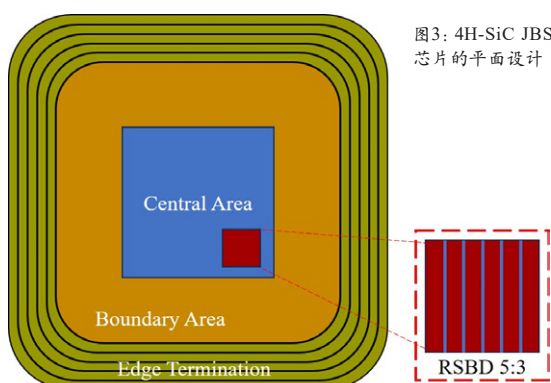 图3：4H-SiC JBS
芯片的平面设计
Central Area
Boundary Area
Edge Termination
RSBD 5:3